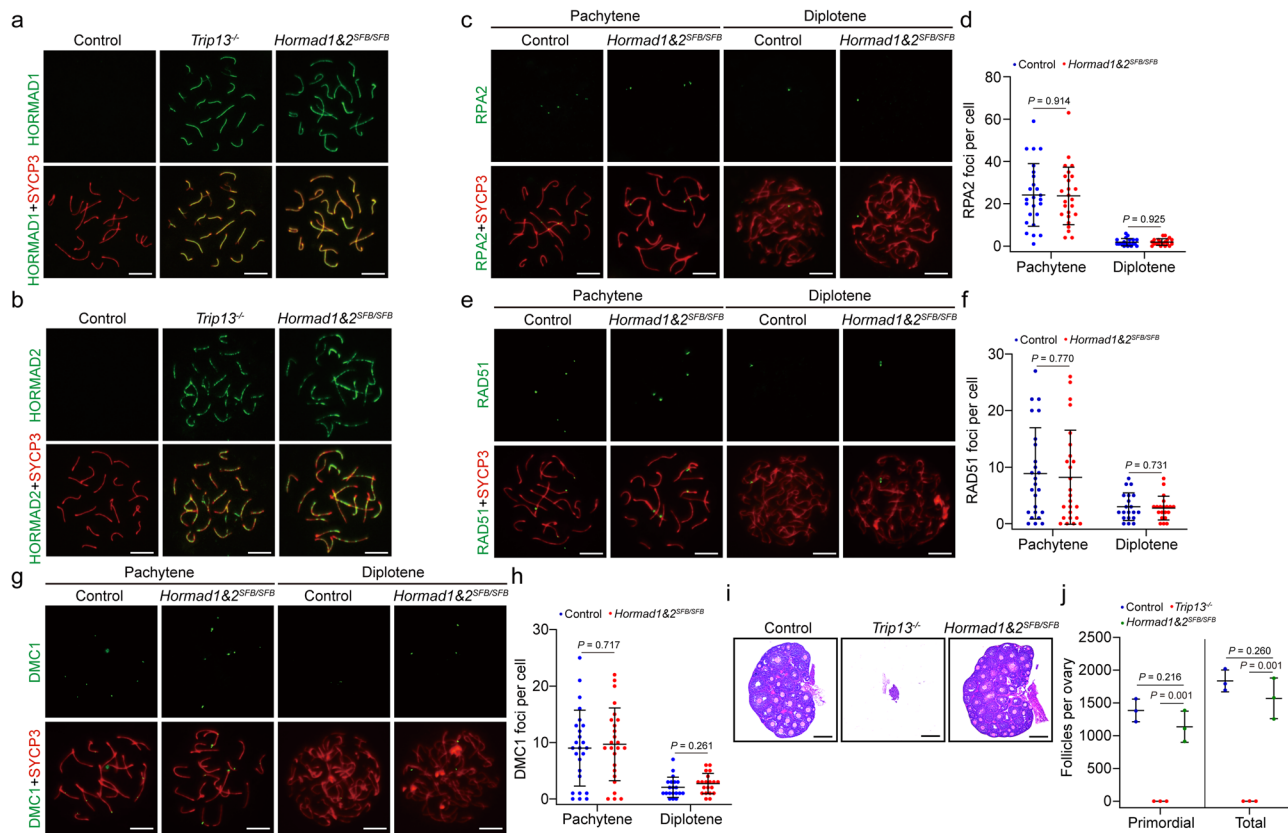 a
Control
Trip13-/-
Hormad1&2SFB/SFB
HORMAD1
HORMAD1+SYCP3
b
Control
Trip13-/-
Hormad1&2SFB/SFB
HORMAD2
HORMAD2+SYCP3
c
Pachytene
Diplotene
Control
Hormad1&2SFB/SFB
Control
Hormad1&2SFB/SFB
RPA2
RPA2+SYCP3
d
Control
Hormad1&2SFB/SFB
RPA2 foci per cell
80
60
40
20
0
P = 0.914
P = 0.925
Pachytene
Diplotene
e
Pachytene
Diplotene
Control
Hormad1&2SFB/SFB
Control
Hormad1&2SFB/SFB
RAD51
RAD51+SYCP3
f
Control
Hormad1&2SFB/SFB
RAD51 foci per cell
30
20
10
0
P = 0.770
P = 0.731
Pachytene
Diplotene
g
Pachytene
Diplotene
Control
Hormad1&2SFB/SFB
Control
Hormad1&2SFB/SFB
DMC1
DMC1+SYCP3
h
Control
Hormad1&2SFB/SFB
DMC1 foci per cell
30
20
10
0
P = 0.717
P = 0.261
Pachytene
Diplotene
i
Control
Trip13-/-
Hormad1&2SFB/SFB
j
Control
Trip13-/-
Hormad1&2SFB/SFB
Follicles per ovary
2500
2000
1500
1000
500
0
P = 0.216
P = 0.001
P = 0.260
P = 0.001
Primordial
Total